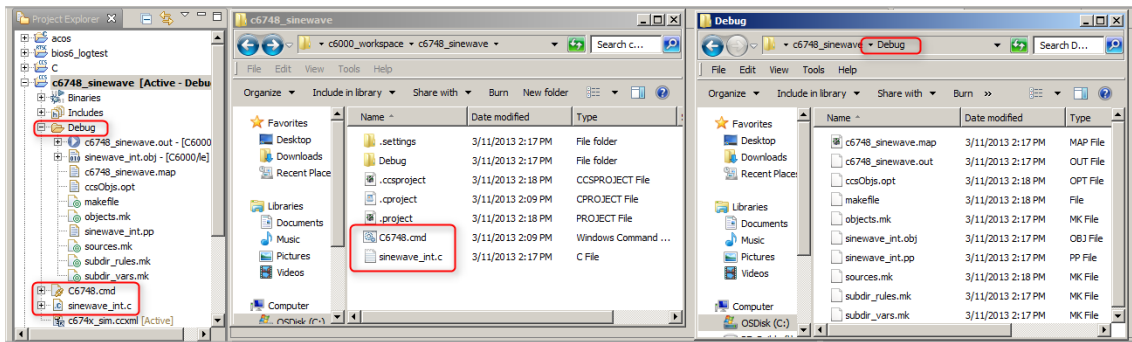 Project Explorer
acos
bios6_logtest
C
c6748_sinewave [Active - Debu
Binaries
Includes
Debug
c6748_sinewave.out - [C6000
sinewave_int.obj - [C6000/le]
c6748_sinewave.map
ccsObjs.opt
makefile
objects.mk
sinewave_int.pp
sources.mk
subdir_rules.mk
subdir_vars.mk
C6748.cmd
sinewave_int.c
c674x_sim.ccxml [Active]
c6748_sinewave
c6000_workspace c6748_sinewave Search c...
File Edit View Tools Help
Organize Include in library Share with Burn New folder
Favorites
Desktop
Downloads
Recent Place
Libraries
Documents
Music
Pictures
Videos
Computer
OSDisk (C:)
Name Date modified Type
.settings 3/11/2013 2:17 PM File folder
Debug 3/11/2013 2:17 PM File folder
.ccsproject 3/11/2013 2:18 PM CCSPROJECT File
.cproject 3/11/2013 2:09 PM CPROJECT File
.project 3/11/2013 2:18 PM PROJECT File
C6748.cmd 3/11/2013 2:09 PM Windows Command ...
sinewave_int.c 3/11/2013 2:17 PM C File
Debug
c6748_sinewave Debug Search D...
File Edit View Tools Help
Organize Include in library Share with Burn »
Favorites
Desktop
Downloads
Recent Places
Libraries
Documents
Music
Pictures
Videos
Computer
OSDisk (C:)
Name Date modified Type
c6748_sinewave.map 3/11/2013 2:17 PM MAP File
c6748_sinewave.out 3/11/2013 2:17 PM OUT File
ccsObjs.opt 3/11/2013 2:18 PM OPT File
makefile 3/11/2013 2:18 PM File
objects.mk 3/11/2013 2:17 PM MK File
sinewave_int.obj 3/11/2013 2:17 PM OBJ File
sinewave_int.pp 3/11/2013 2:17 PM PP File
sources.mk 3/11/2013 2:18 PM MK File
subdir_rules.mk 3/11/2013 2:17 PM MK File
subdir_vars.mk 3/11/2013 2:17 PM MK File